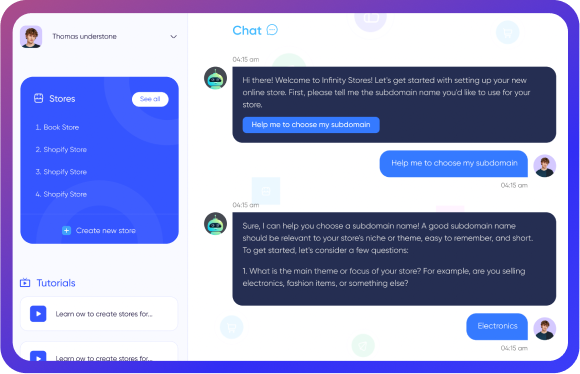 Thomas understone
Stores
See all
1. Book Store
2. Shopify Store
3. Shopify Store
4. Shopify Store
Create new store
Tutorials
Learn ow to create stores for...
Learn ow to create stores for...
Chat
04:15 am
Hi there! Welcome to Infinity Stores! Let's get started with setting up your new
online store. First, please tell me the subdomain name you'd like to use for your
store.
Help me to choose my subdomain
Help me to choose my subdomain
04:15 am
04:15 am
Sure, I can help you choose a subdomain name! A good subdomain name
should be relevant to your store's niche or theme, easy to remember, and short.
To get started, let's consider a few questions:
1. What is the main theme or focus of your store? For example, are you selling
electronics, fashion items, or something else?
Electronics
04:15 am